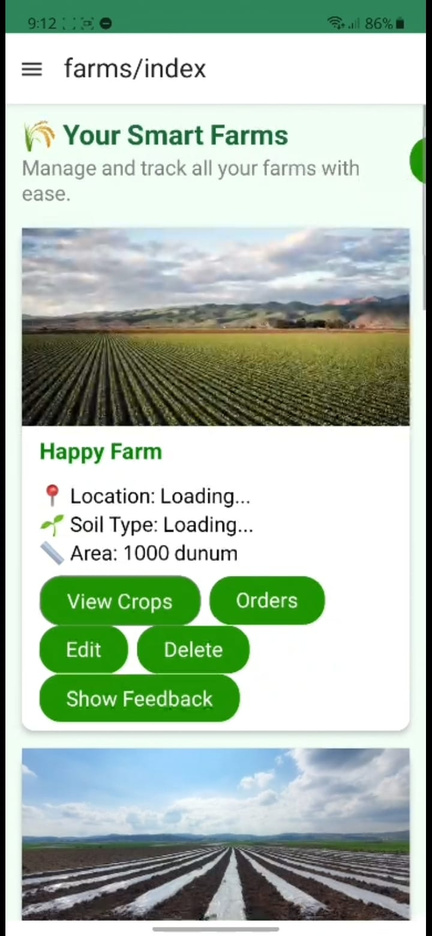 9:12 86%
farms/index
Your Smart Farms
Manage and track all your farms with
ease.
Happy Farm
Location: Loading...
Soil Type: Loading...
Area: 1000 dunum
View Crops Orders
Edit Delete
Show Feedback